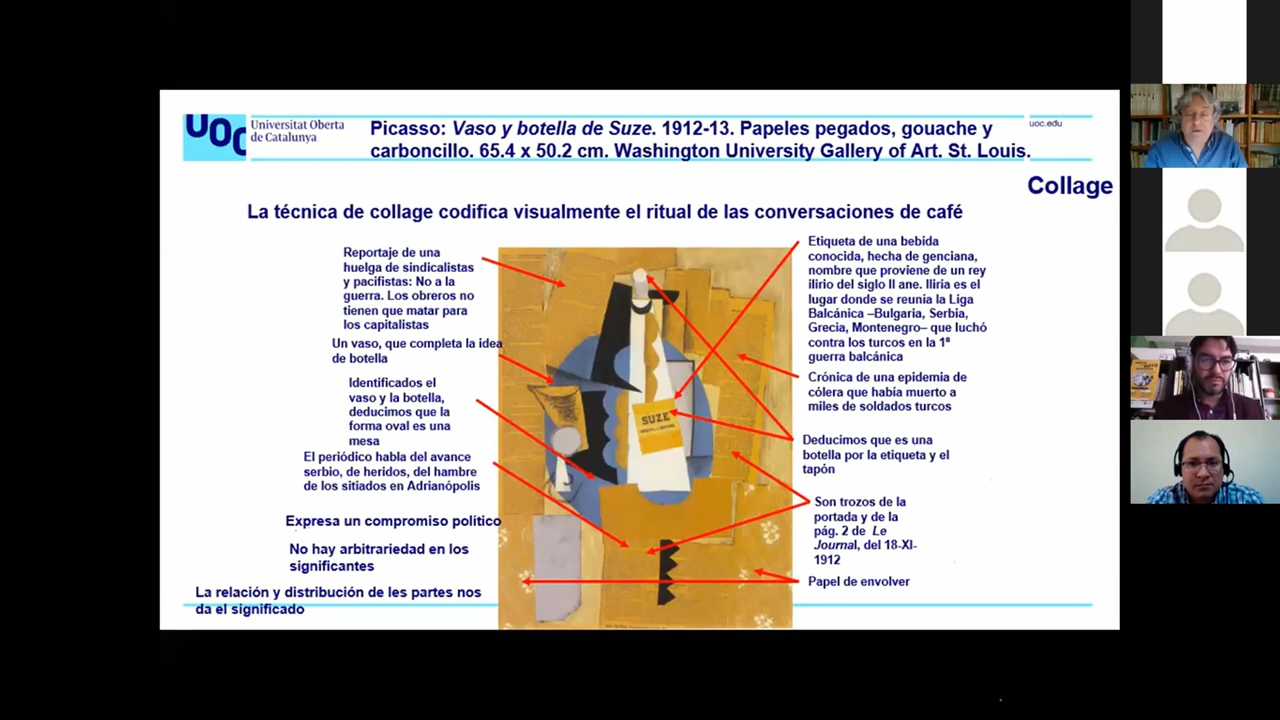 UOC
Universitat Oberta
de Catalunya
Picasso: Vaso y botella de Suze. 1912-13. Papeles pegados, gouache y
carboncillo. 65.4 x 50.2 cm. Washington University Gallery of Art. St. Louis.
uoc.edu
Collage
La técnica de collage codifica visualmente el ritual de las conversaciones de café
Reportaje de una
huelga de sindicalistas
y pacifistas: No a la
guerra. Los obreros no
tienen que matar para
los capitalistas
Un vaso, que completa la idea
de botella
Identificados el
vaso y la botella,
deducimos que la
forma oval es una
mesa
El periódico habla del avance
serbio, de heridos, del hambre
de los sitiados en Adrianópolis
Expresa un compromiso político
No hay arbitrariedad en los
significantes
La relación y distribución de les partes nos
da el significado
SUZE
Etiqueta de una bebida
conocida, hecha de genciana,
nombre que proviene de un rey
ilirio del siglo II ane. Iliria es el
lugar donde se reunia la Liga
Balcánica –Bulgaria, Serbia,
Grecia, Montenegro– que luchó
contra los turcos en la 1ª
guerra balcánica
Crónica de una epidemia de
cólera que había muerto a
miles de soldados turcos
Deducimos que es una
botella por la etiqueta y el
tapón
Son trozos de la
portada y de la
pág. 2 de Le
Journal, del 18-XI-
1912
Papel de envolver